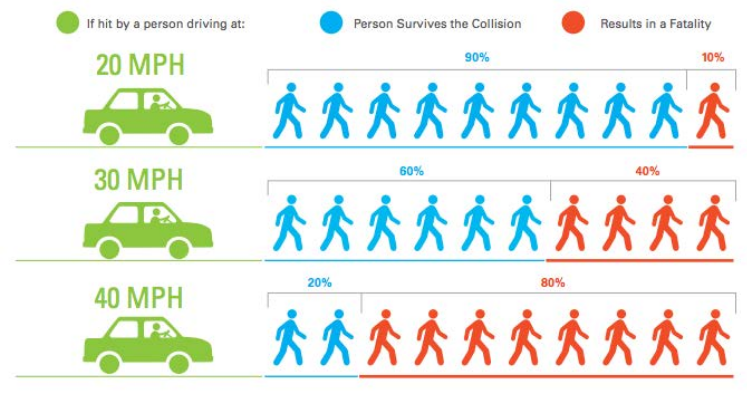 If hit by a person driving at: Person Survives the Collision Results in a Fatality
20 MPH 90% 10%
30 MPH 60% 40%
40 MPH 20% 80%